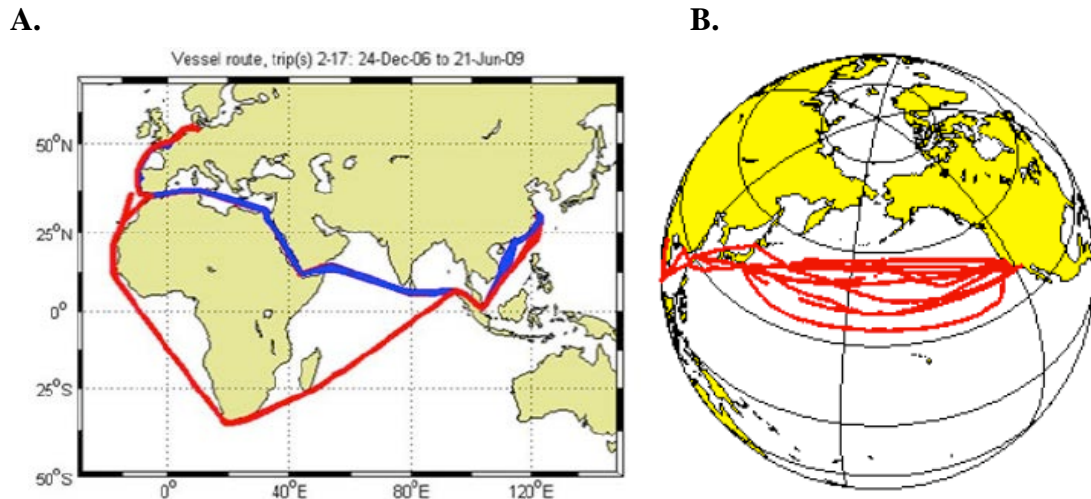 A.
B.
Vessel route, trip(s) 2-17: 24-Dec-06 to 21-Jun-09
50°N
25°N
0°
25°S
50°S
0°
40°E
80°E
120°E